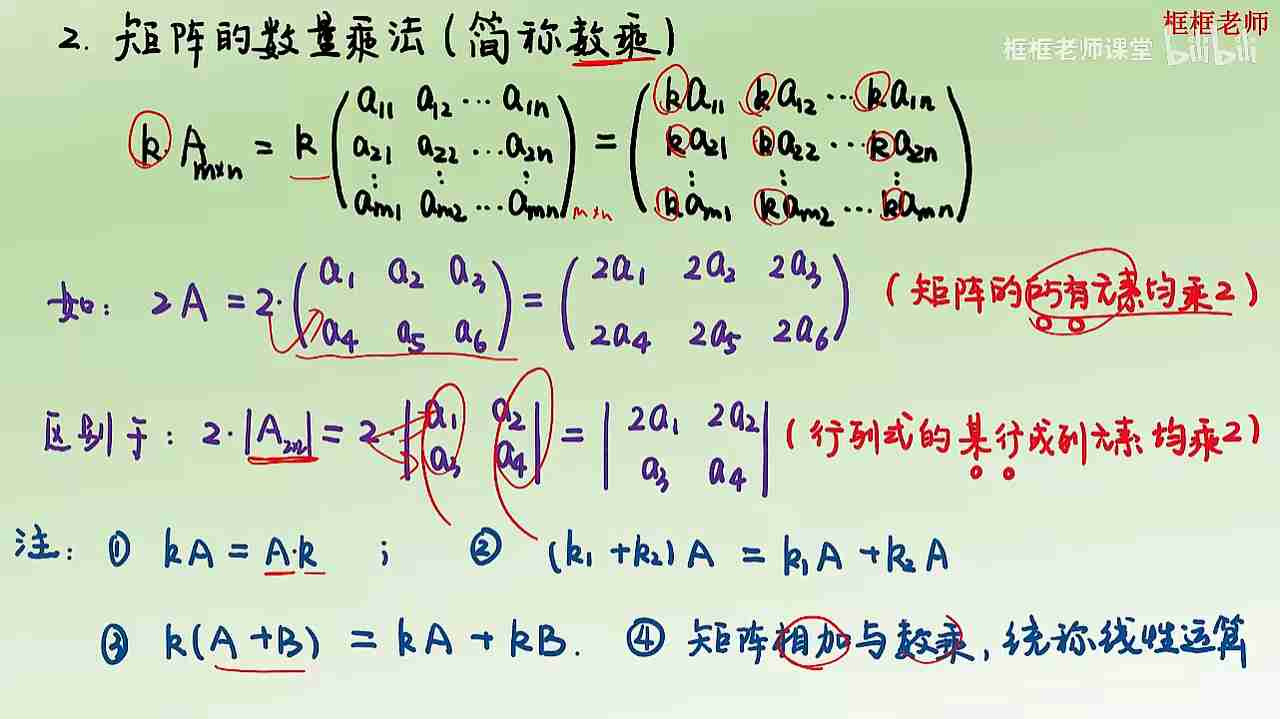 框框老师
框框老师课堂 bilibili
2. 矩阵的数量乘法(简称数乘)
k A_{m×n} = k \begin{pmatrix} a_{11} & a_{12} & \cdots & a_{1n} \\ a_{21} & a_{22} & \cdots & a_{2n} \\ \vdots & \vdots & & \vdots \\ a_{m1} & a_{m2} & \cdots & a_{mn} \end{pmatrix}_{m×n} = \begin{pmatrix} ka_{11} & ka_{12} & \cdots & ka_{1n} \\ ka_{21} & ka_{22} & \cdots & ka_{2n} \\ \vdots & \vdots & & \vdots \\ ka_{m1} & ka_{m2} & \cdots & ka_{mn} \end{pmatrix}
如: 2A = 2·\begin{pmatrix} a_1 & a_2 & a_3 \\ a_4 & a_5 & a_6 \end{pmatrix} = \begin{pmatrix} 2a_1 & 2a_2 & 2a_3 \\ 2a_4 & 2a_5 & 2a_6 \end{pmatrix} (矩阵的所有元素均乘2)
区别于: 2·|A_{2×2}| = 2·\begin{vmatrix} a_1 & a_2 \\ a_3 & a_4 \end{vmatrix} = \begin{vmatrix} 2a_1 & 2a_2 \\ a_3 & a_4 \end{vmatrix} (行列式的某行或列元素均乘2)
注: ① kA = A·k ; ② (k_1+k_2)A = k_1A + k_2A
③ k(A+B) = kA + kB. ④ 矩阵相加与数乘, 统称线性运算